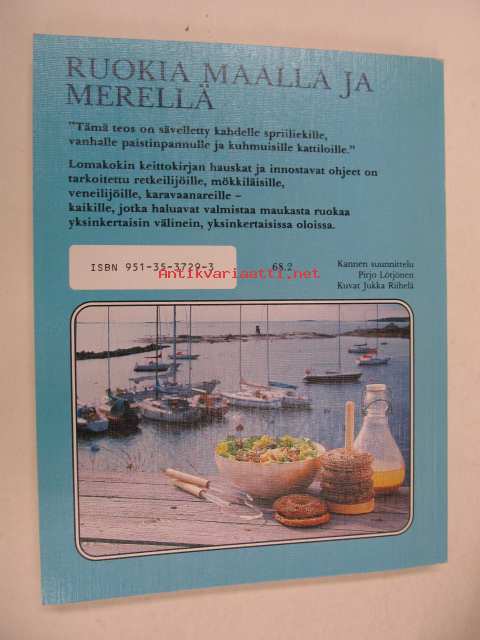 RUOKIA MAALLA JA
MERELLÄ
"Tämä teos on sävelletty kahdelle spriiliekille,
vanhalle paistinpannulle ja kuhmuisille kattiloille."
Lomakokin keittokirjan hauskat ja innostavat ohjeet on
tarkoitettu retkeilijöille, mökkiläisille,
veneilijöille, karavaanareille –
kaikille, jotka haluavat valmistaa maukasta ruokaa
yksinkertaisin välinein, yksinkertaisissa oloissa.
ISBN 951-35-3729-3
68.2
Kannen suunnittelu
Pirjo Lötjönen
Kuvat Jukka Riihelä
Antikvariaatti.net